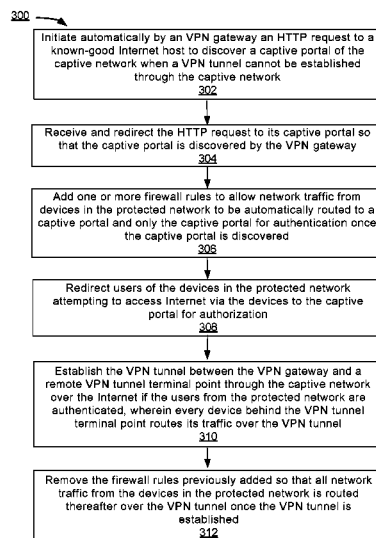 300
Initiate automatically by an VPN gateway an HTTP request to a
known-good Internet host to discover a captive portal of the
captive network when a VPN tunnel cannot be established
through the captive network
302
Receive and redirect the HTTP request to its captive portal so
that the captive portal is discovered by the VPN gateway
304
Add one or more firewall rules to allow network traffic from
devices in the protected network to be automatically routed to a
captive portal and only the captive portal for authentication once
the captive portal is discovered
306
Redirect users of the devices in the protected network
attempting to access Internet via the devices to the captive
portal for authorization
308
Establish the VPN tunnel between the VPN gateway and a
remote VPN tunnel terminal point through the captive network
over the Internet if the users from the protected network are
authenticated, wherein every device behind the VPN tunnel
terminal point routes its traffic over the VPN tunnel
310
Remove the firewall rules previously added so that all network
traffic from the devices in the protected network is routed
thereafter over the VPN tunnel once the VPN tunnel is
established
312